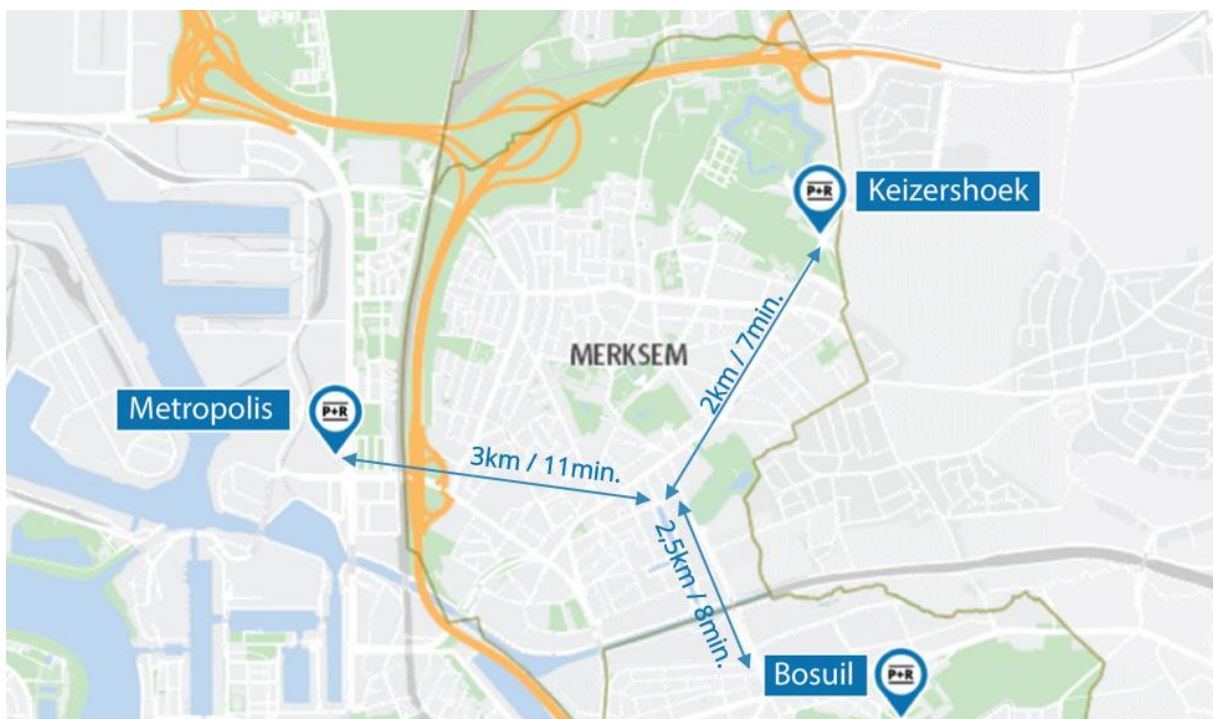 P+R
Keizershoek
2km / 7min.
MERKSEM
Metropolis
P+R
3km / 11min.
2,5km / 8min.
Bosuil
P+R